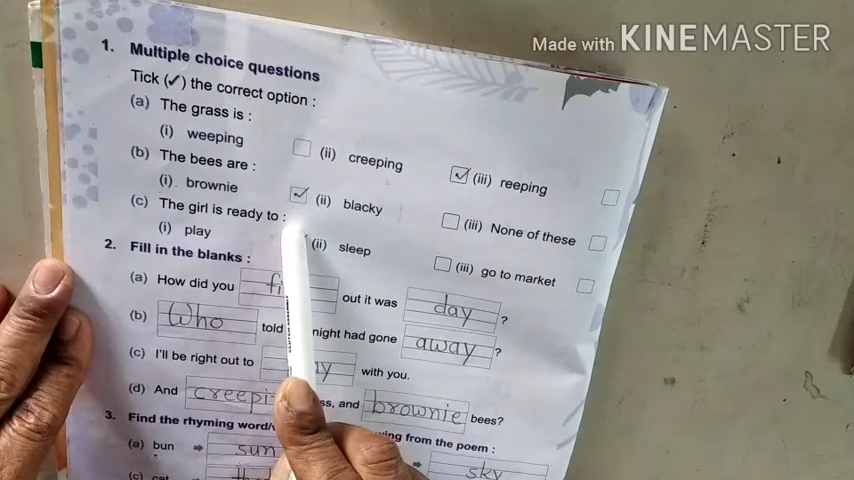 Made with KINEMASTER
1. Multiple choice questions
Tick (✓) the correct option :
(a) The grass is :
(i) weeping (ii) creeping ✓ (iii) reeping
(b) The bees are :
(i). brownie ✓ (ii) blacky (iii) None of these
(c) The girl is ready to :
(i) play (ii) sleep (iii) go to market
2. Fill in the blanks :
(a) How did you out it was day ?
(b) Who told night had gone away ?
(c) I'll be right out to with you.
(d) And and brownie bees?
3. Find the rhyming from the poem :
(a) bun ⇒ sun ⇒ sky
(c) cat ⇒